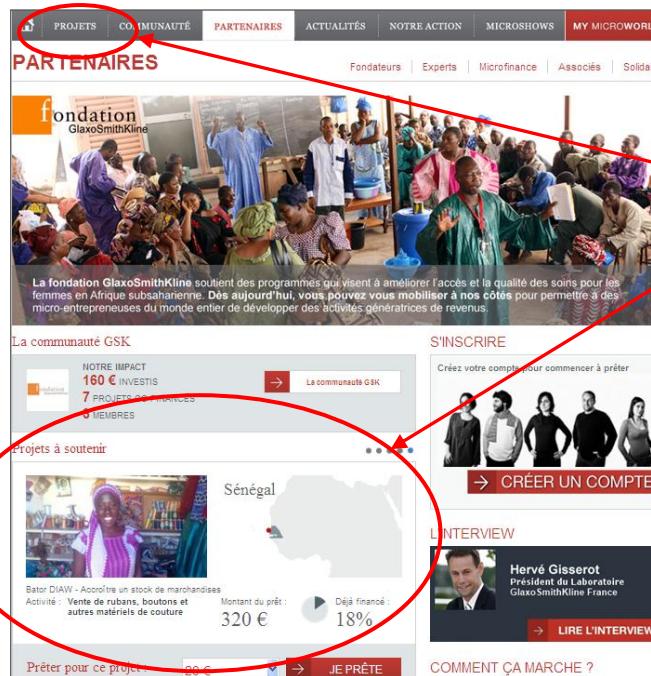 PROJETS COMMUNAUTÉ PARTENAIRES ACTUALITÉS NOTRE ACTION MICROSHOWS MY MICROWORL
PARTENAIRES
Fondateurs Experts Microfinance Associés Solida
fondation
GlaxoSmithKline
La fondation GlaxoSmithKline soutient des programmes qui visent à améliorer l'accès et la qualité des soins pour les
femmes en Afrique subsaharienne. Dès aujourd'hui, vous pouvez vous mobiliser à nos côtés pour permettre à des
micro-entrepreneuses du monde entier de développer des activités génératrices de revenus.
La communauté GSK
NOTRE IMPACT
160 € INVESTIS
7 PROJETS CO-FINANCÉS
MEMBRES
La communauté GSK
Projets à soutenir
Sénégal
Bator DIAW - Accroître un stock de marchandises
Activité : Vente de rubans, boutons et
autres matériels de couture
Montant du prêt :
320 €
Déjà financé :
18%
Prêter pour ce projet :
20 €
JE PRÊTE
S'INSCRIRE
Créez votre compte pour commencer à prêter
CRÉER UN COMPTE
L'INTERVIEW
Hervé Gisserot
Président du Laboratoire
GlaxoSmithKline France
LIRE L'INTERVIEW
COMMENT ÇA MARCHE ?